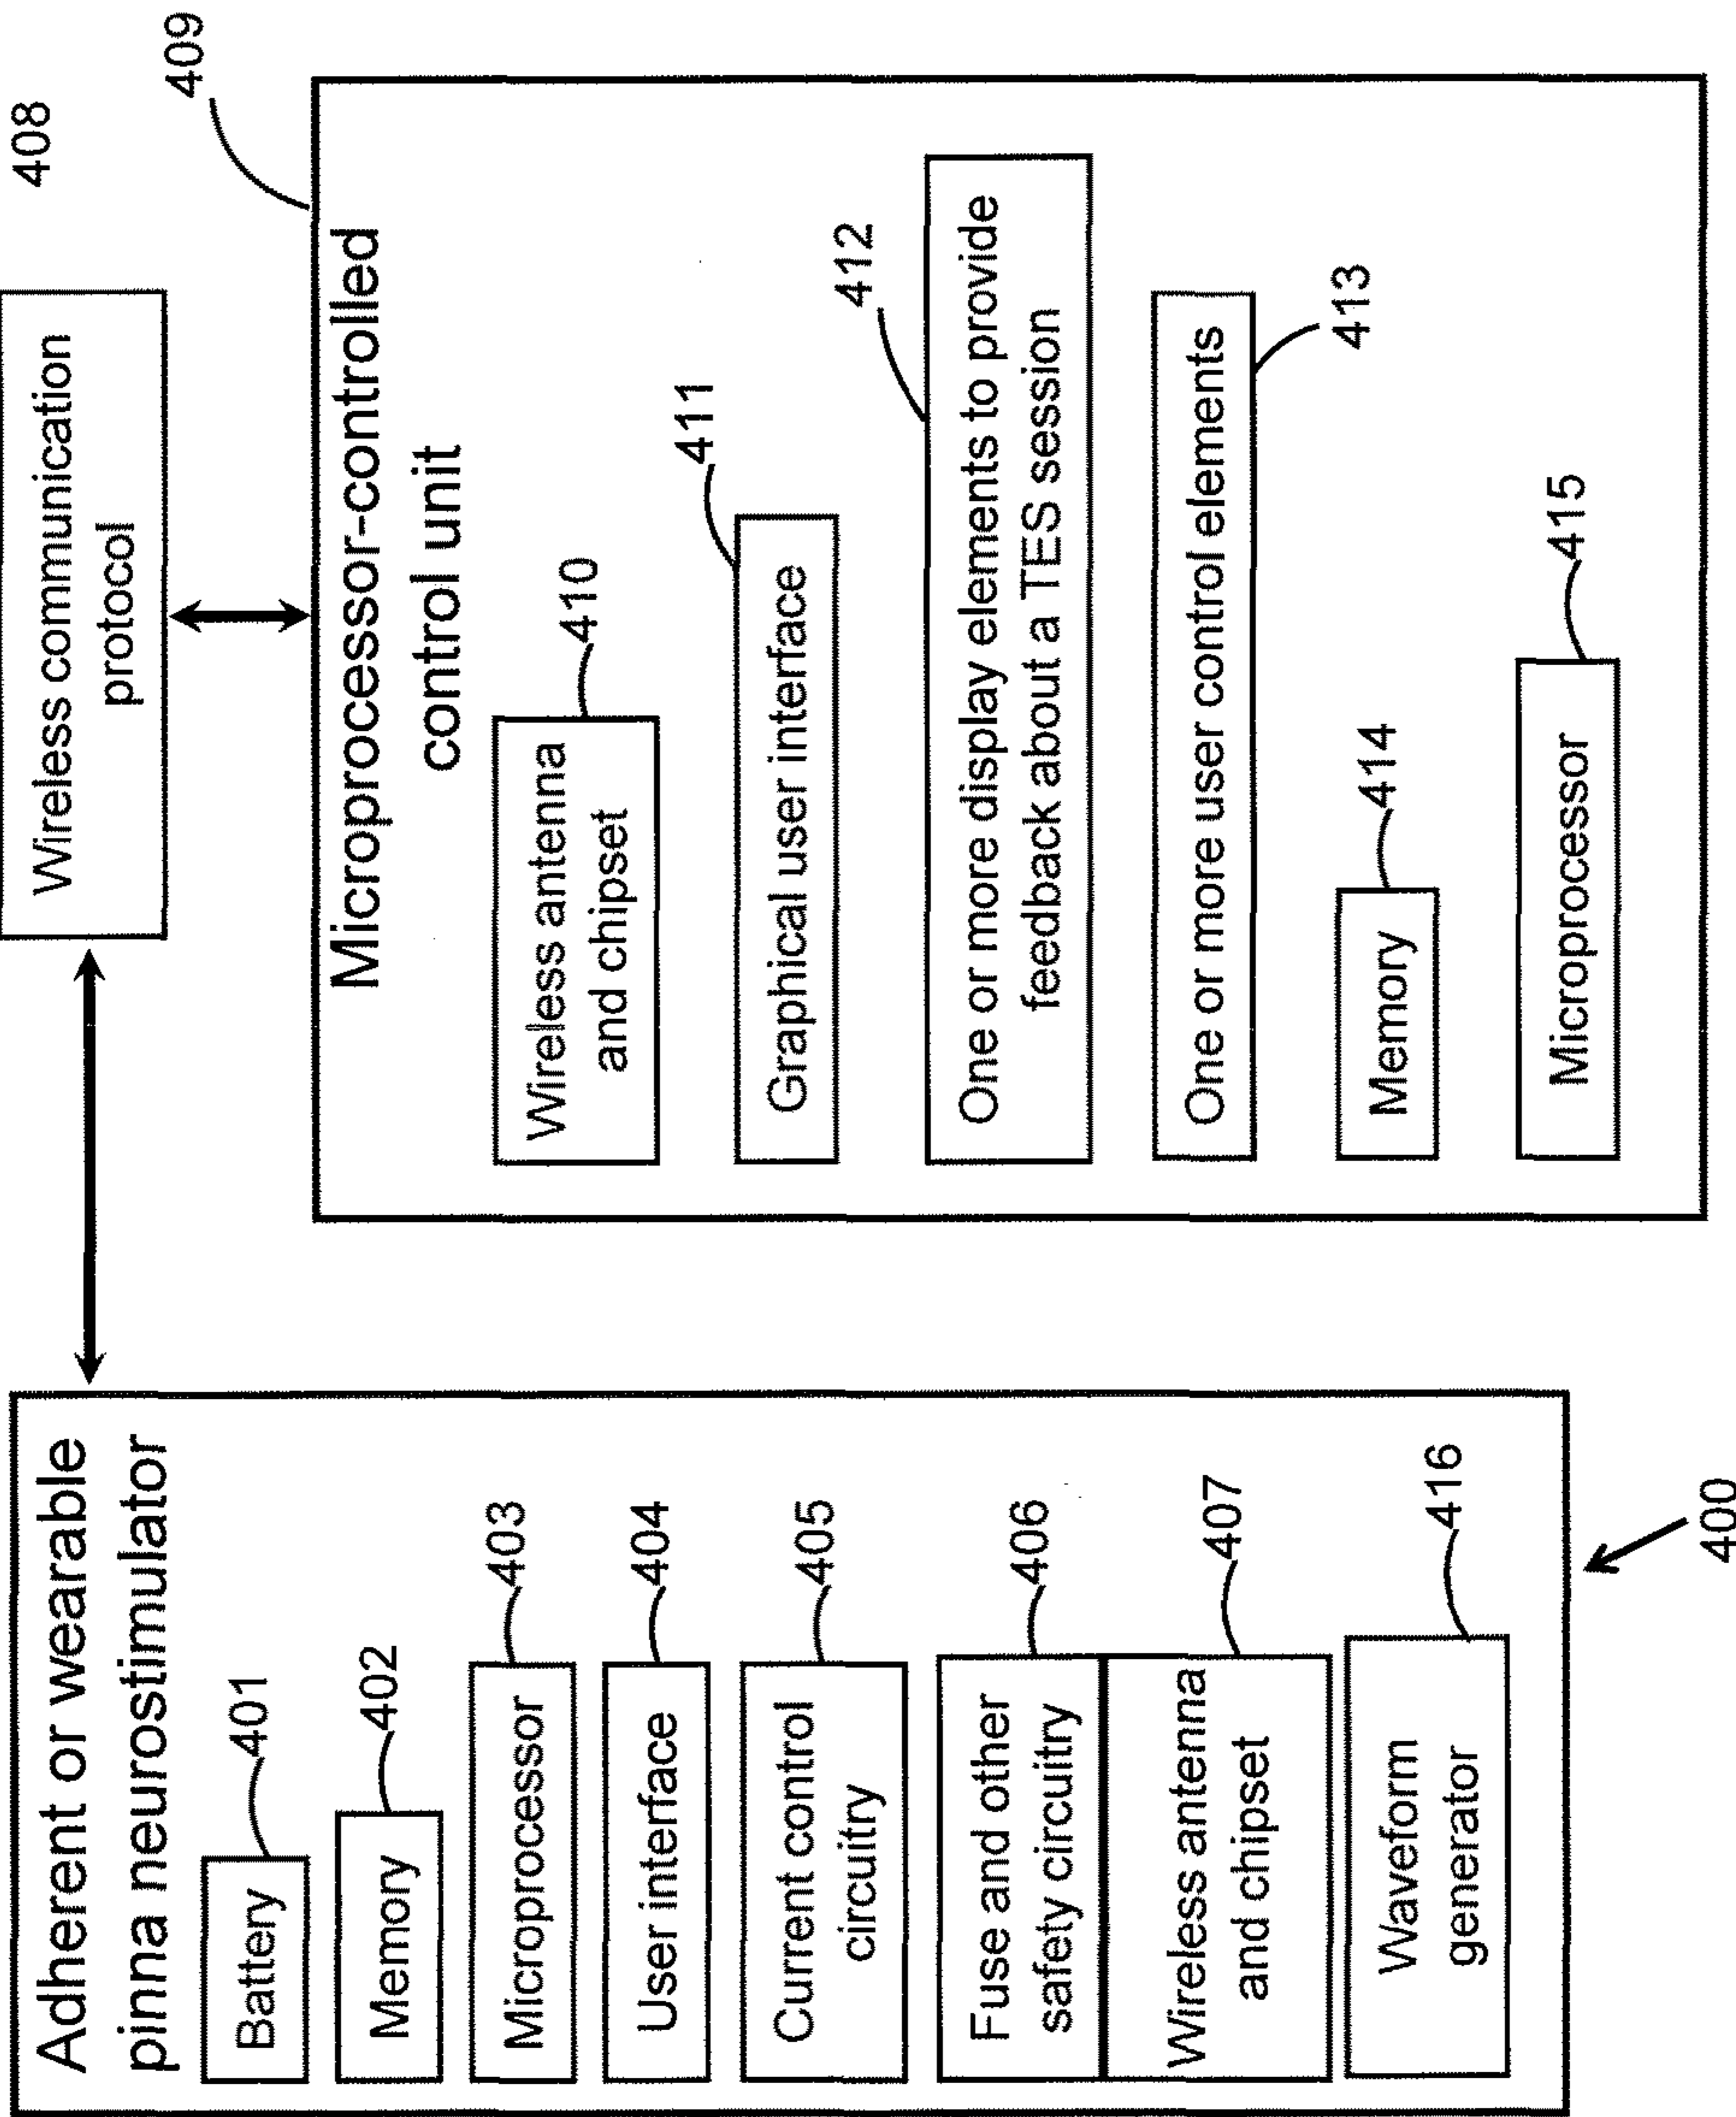 Adherent or wearable
pinna neurostimulator
Battery
401
Memory
402
Microprocessor
403
User interface
404
Current control
circuitry
405
Fuse and other
safety circuitry
406
Wireless antenna
and chipset
407
Waveform
generator
416
400
Wireless communication
protocol
408
409
Microprocessor-controlled
control unit
Wireless antenna
and chipset
410
Graphical user interface
411
One or more display elements to provide
feedback about a TES session
412
One or more user control elements
413
Memory
414
Microprocessor
415